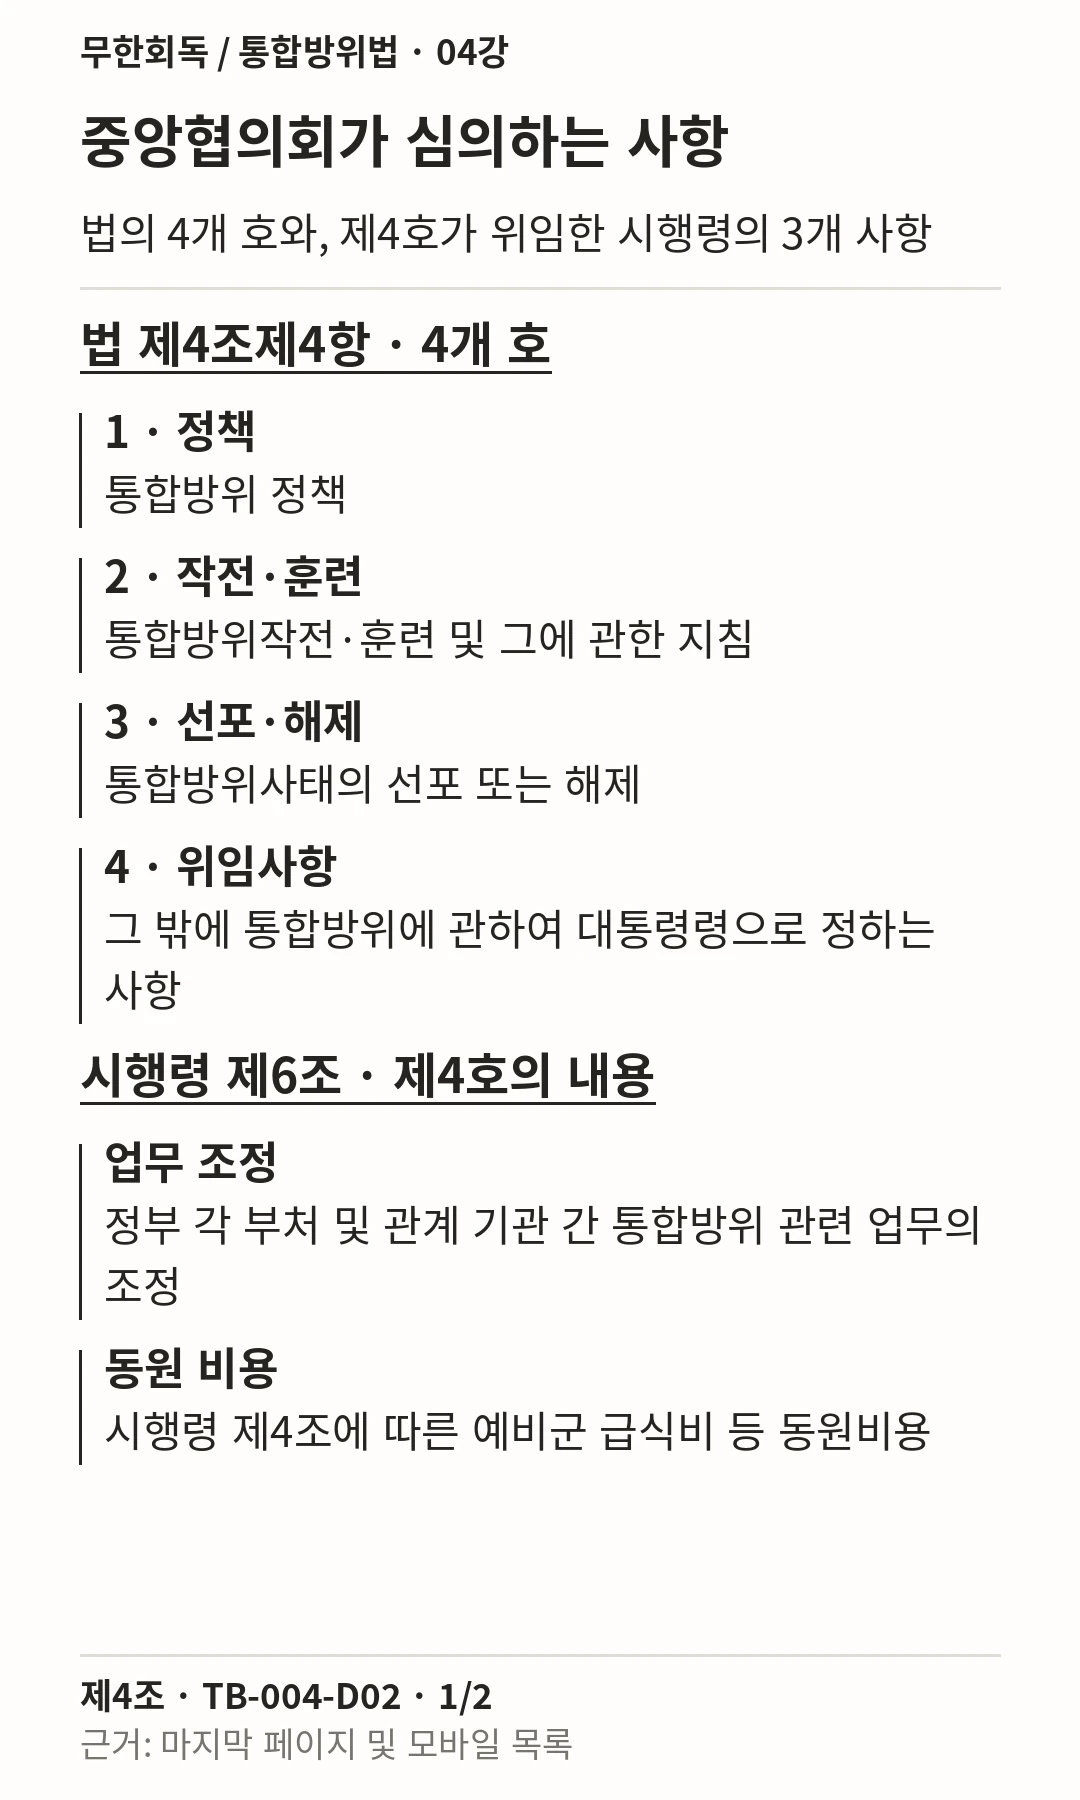 무한회독 / 통합방위법 · 04강
중앙협의회가 심의하는 사항
법의 4개 호와, 제4호가 위임한 시행령의 3개 사항
법 제4조제4항 · 4개 호
1 · 정책
통합방위 정책
2 · 작전·훈련
통합방위작전·훈련 및 그에 관한 지침
3 · 선포·해제
통합방위사태의 선포 또는 해제
4 · 위임사항
그 밖에 통합방위에 관하여 대통령령으로 정하는
사항
시행령 제6조 · 제4호의 내용
업무 조정
정부 각 부처 및 관계 기관 간 통합방위 관련 업무의
조정
동원 비용
시행령 제4조에 따른 예비군 급식비 등 동원비용
제4조 · TB-004-D02 · 1/2
근거: 마지막 페이지 및 모바일 목록